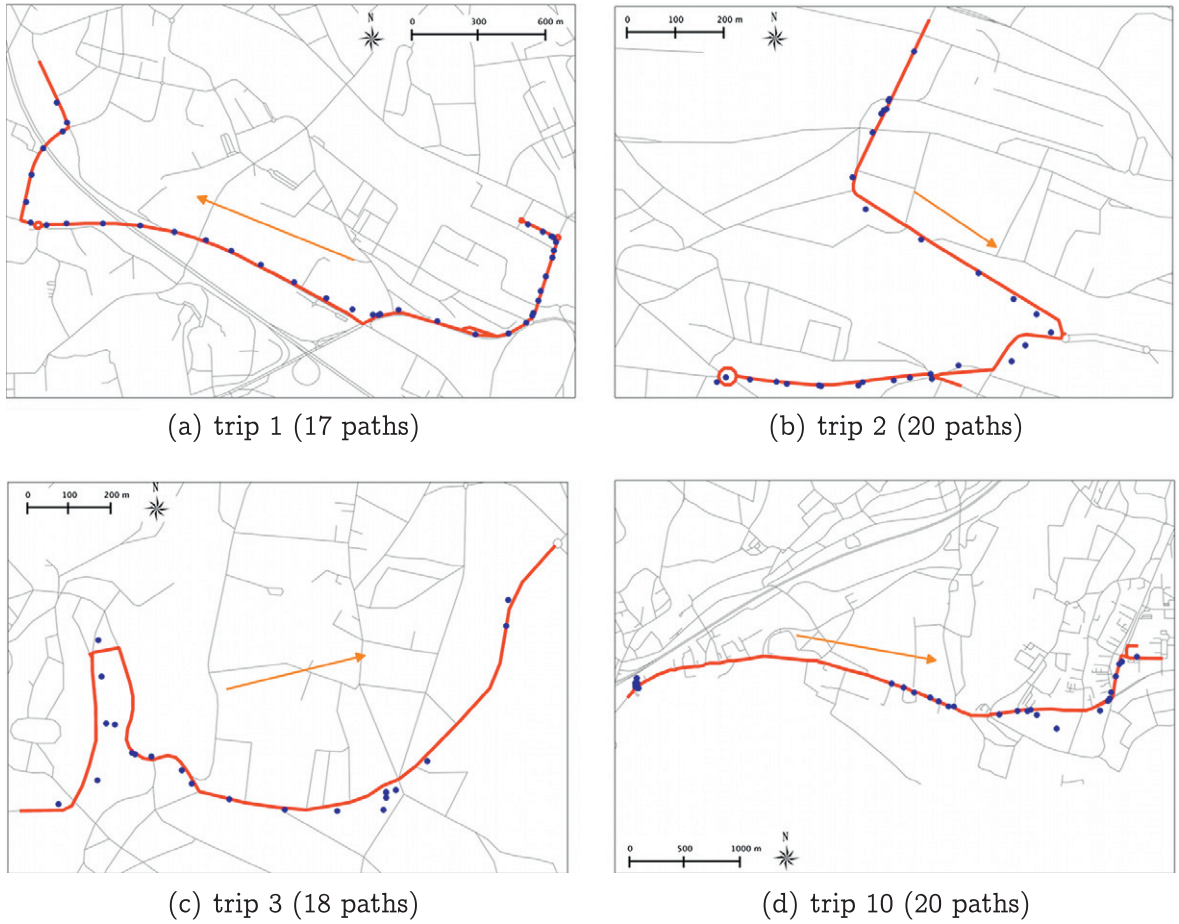 N
0 300 600 m
(a) trip 1 (17 paths)
0 100 200 m
N
(b) trip 2 (20 paths)
0 100 200 m
N
(c) trip 3 (18 paths)
N
0 500 1000 m
(d) trip 10 (20 paths)